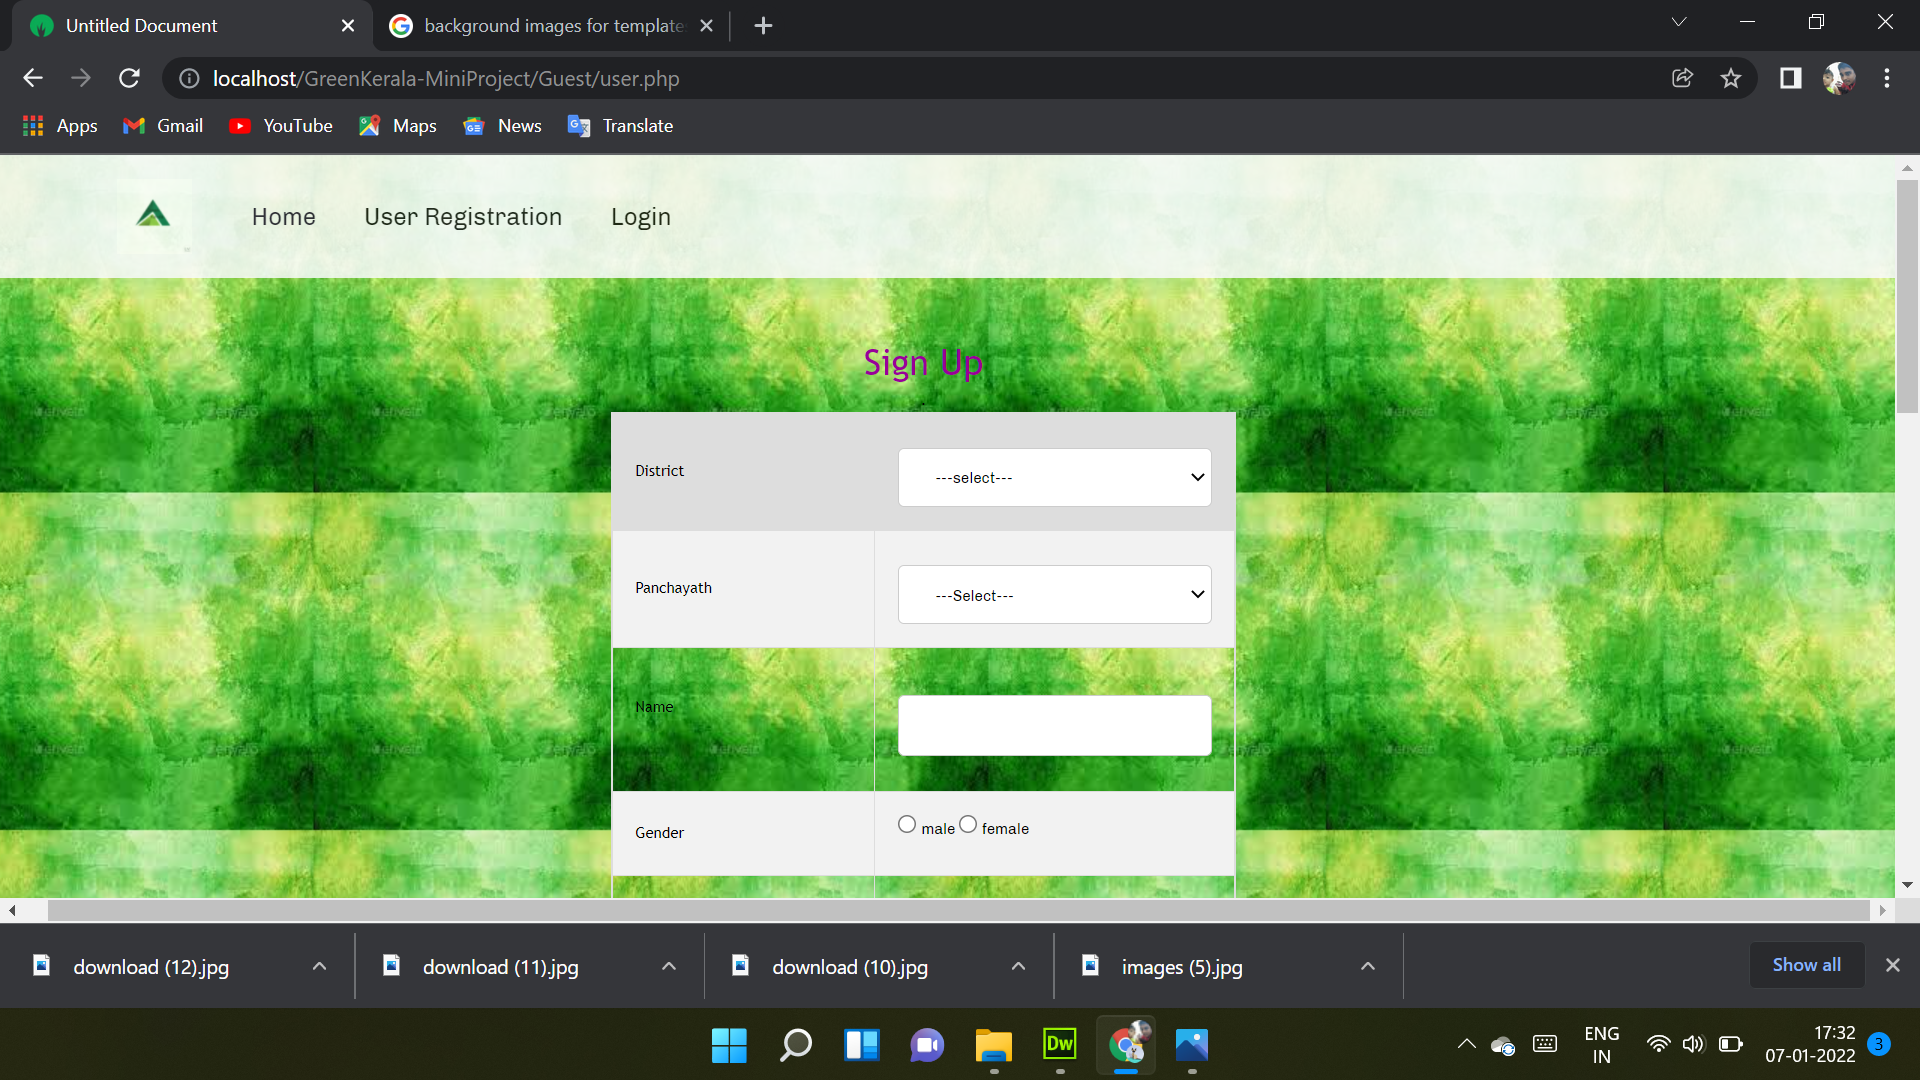 Untitled Document
background images for template
localhost/GreenKerala-MiniProject/Guest/user.php
Apps
Gmail
YouTube
Maps
News
Translate
Home
User Registration
Login
Sign Up
District
---select---
Panchayath
---Select---
Name
Gender
male
female
download (12).jpg
download (11).jpg
download (10).jpg
images (5).jpg
Show all
Dw
ENG
IN
17:32
07-01-2022
3